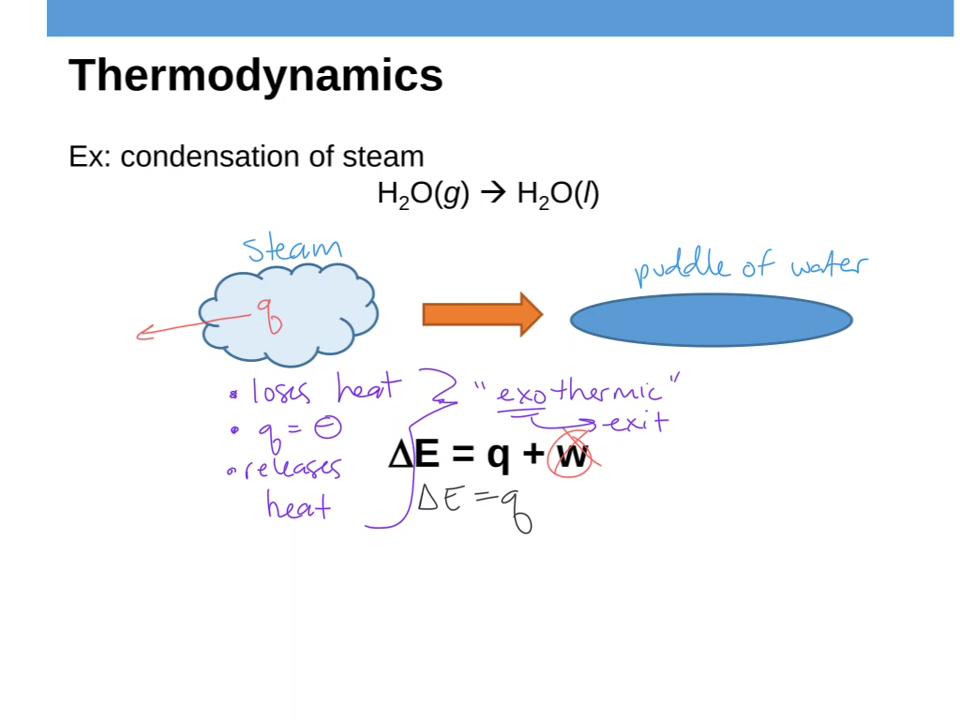 Thermodynamics
Ex: condensation of steam
H₂O(g) → H₂O(l)
steam
puddle of water
q
• loses heat
"exothermic"
→ exit
• q = ⊖
ΔE = q + w
• releases
heat
ΔE = q